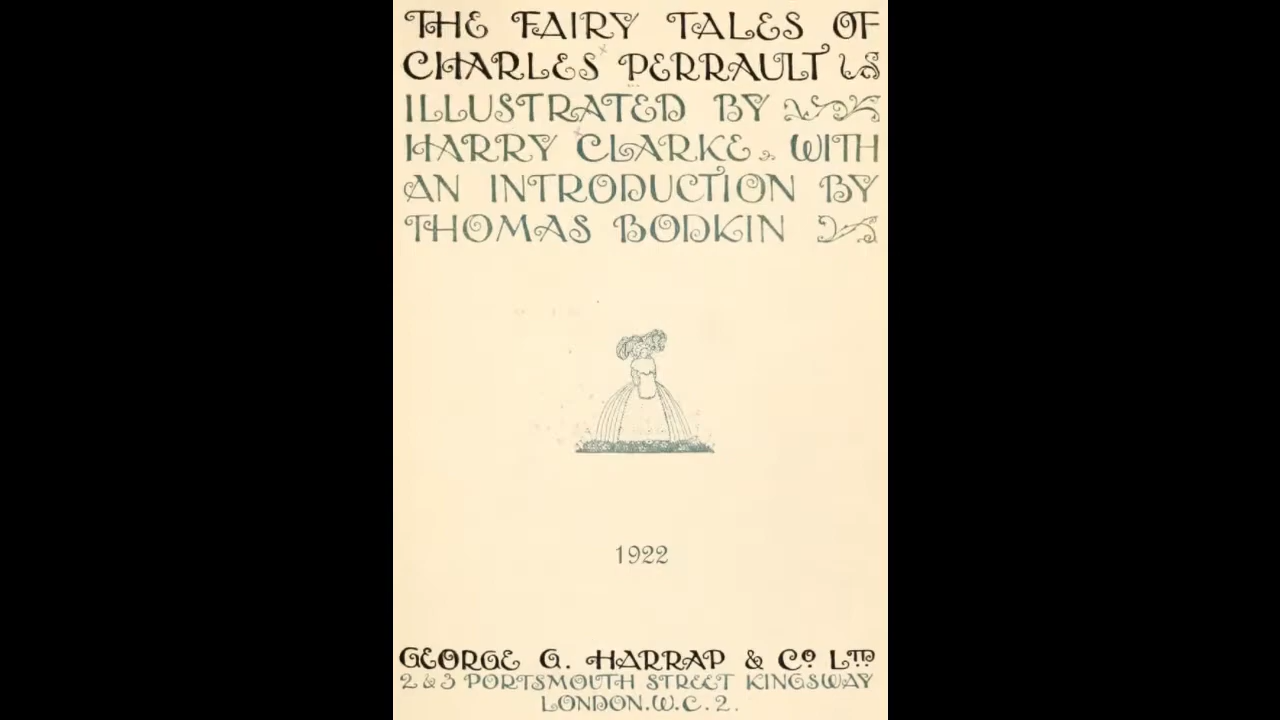 THE FAIRY TALES OF
CHARLES PERRAULT
ILLUSTRATED BY
HARRY CLARKE. WITH
AN INTRODUCTION BY
THOMAS BODKIN
1922
GEORGE G. HARRAP & CO LTD
2 & 3 PORTSMOUTH STREET KINGSWAY
LONDON.W.C.2.